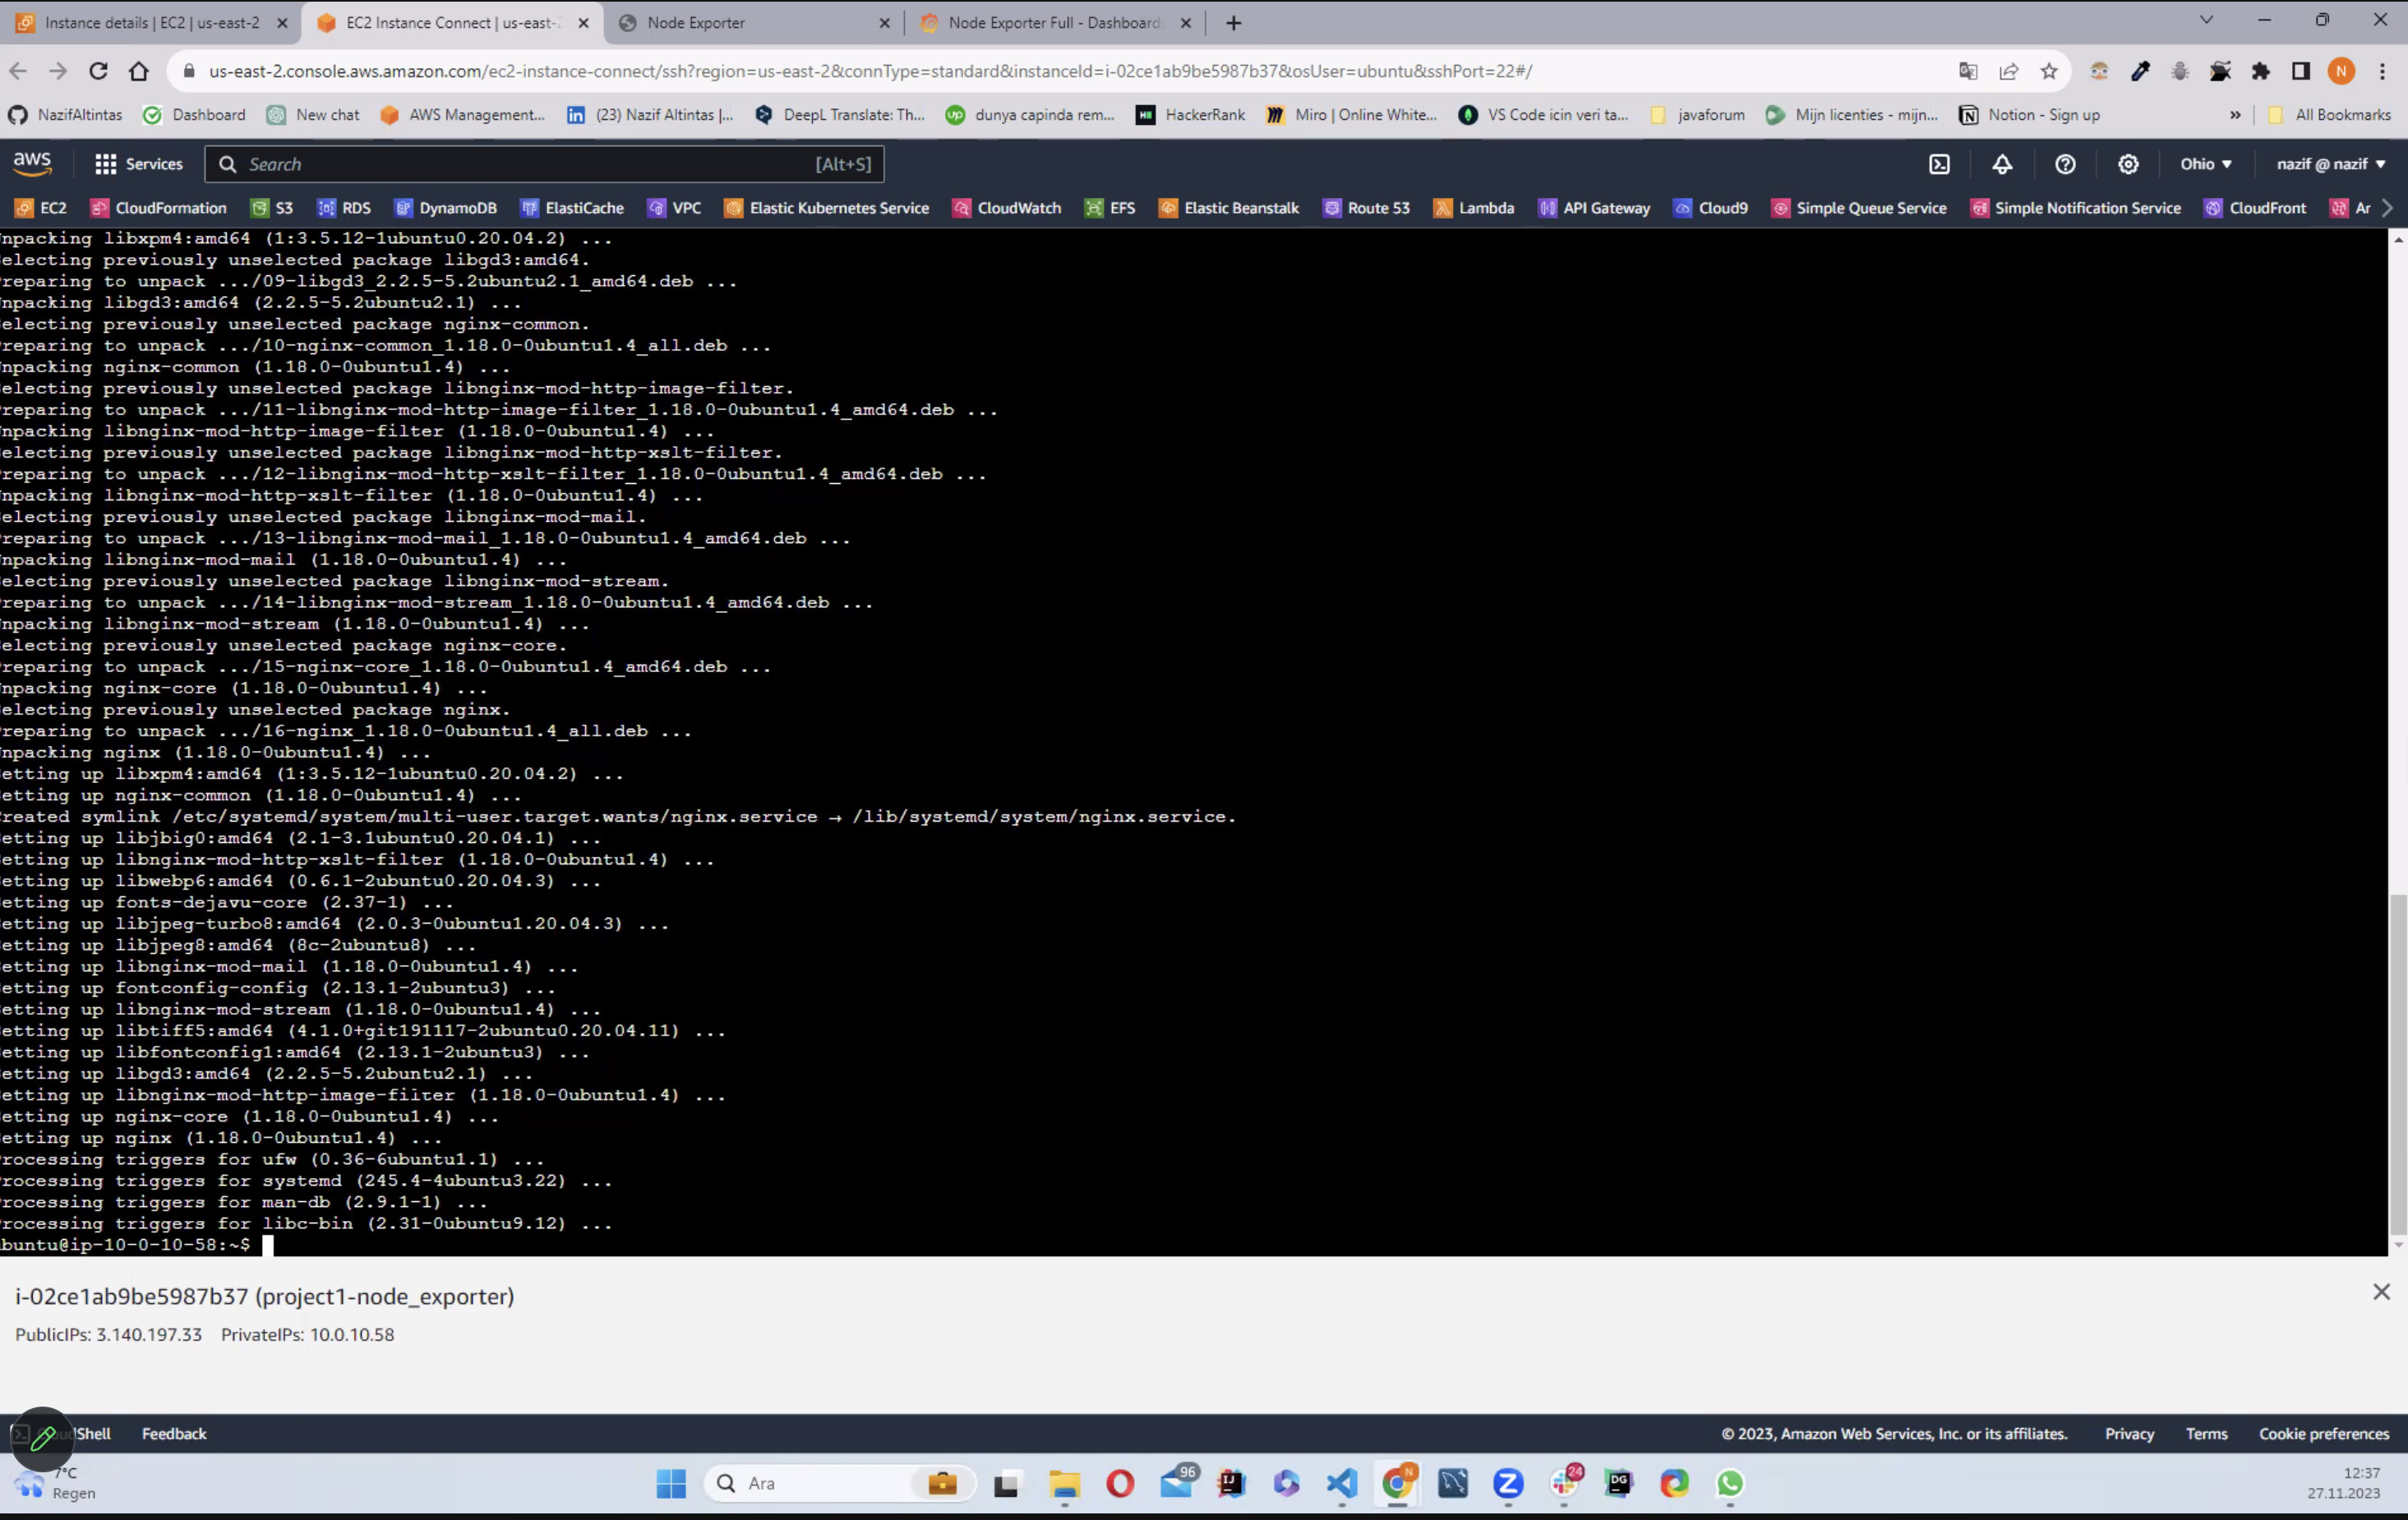 Instance details | EC2 | us-east-2
EC2 Instance Connect | us-east-2
Node Exporter
Node Exporter Full - Dashboards
us-east-2.console.aws.amazon.com/ec2-instance-connect/ssh?region=us-east-2&connType=standard&instanceId=i-02ce1ab9be5987b37&osUser=ubuntu&sshPort=22#/
N
NazifAltintas
Dashboard
New chat
AWS Management...
(23) Nazif Altintas |...
DeepL Translate: Th...
dunya capinda rem...
HackerRank
Miro | Online White...
VS Code icin veri ta...
javaforum
Mijn licenties - mijn...
Notion - Sign up
»
All Bookmarks
aws
Services
Search
[Alt+S]
Ohio
nazif @ nazif
EC2
CloudFormation
S3
RDS
DynamoDB
ElastiCache
VPC
Elastic Kubernetes Service
CloudWatch
EFS
Elastic Beanstalk
Route 53
Lambda
API Gateway
Cloud9
Simple Queue Service
Simple Notification Service
CloudFront
Ar
npacking libxpm4:amd64 (1:3.5.12-1ubuntu0.20.04.2) ...
electing previously unselected package libgd3:amd64.
reparing to unpack .../09-libgd3_2.2.5-5.2ubuntu2.1_amd64.deb ...
npacking libgd3:amd64 (2.2.5-5.2ubuntu2.1) ...
electing previously unselected package nginx-common.
reparing to unpack .../10-nginx-common_1.18.0-0ubuntu1.4_all.deb ...
npacking nginx-common (1.18.0-0ubuntu1.4) ...
electing previously unselected package libnginx-mod-http-image-filter.
reparing to unpack .../11-libnginx-mod-http-image-filter_1.18.0-0ubuntu1.4_amd64.deb ...
npacking libnginx-mod-http-image-filter (1.18.0-0ubuntu1.4) ...
electing previously unselected package libnginx-mod-http-xslt-filter.
reparing to unpack .../12-libnginx-mod-http-xslt-filter_1.18.0-0ubuntu1.4_amd64.deb ...
npacking libnginx-mod-http-xslt-filter (1.18.0-0ubuntu1.4) ...
electing previously unselected package libnginx-mod-mail.
reparing to unpack .../13-libnginx-mod-mail_1.18.0-0ubuntu1.4_amd64.deb ...
npacking libnginx-mod-mail (1.18.0-0ubuntu1.4) ...
electing previously unselected package libnginx-mod-stream.
reparing to unpack .../14-libnginx-mod-stream_1.18.0-0ubuntu1.4_amd64.deb ...
npacking libnginx-mod-stream (1.18.0-0ubuntu1.4) ...
electing previously unselected package nginx-core.
reparing to unpack .../15-nginx-core_1.18.0-0ubuntu1.4_amd64.deb ...
npacking nginx-core (1.18.0-0ubuntu1.4) ...
electing previously unselected package nginx.
reparing to unpack .../16-nginx_1.18.0-0ubuntu1.4_all.deb ...
npacking nginx (1.18.0-0ubuntu1.4) ...
etting up libxpm4:amd64 (1:3.5.12-1ubuntu0.20.04.2) ...
etting up nginx-common (1.18.0-0ubuntu1.4) ...
reated symlink /etc/systemd/system/multi-user.target.wants/nginx.service → /lib/systemd/system/nginx.service.
etting up libjbig0:amd64 (2.1-3.1ubuntu0.20.04.1) ...
etting up libnginx-mod-http-xslt-filter (1.18.0-0ubuntu1.4) ...
etting up libwebp6:amd64 (0.6.1-2ubuntu0.20.04.3) ...
etting up fonts-dejavu-core (2.37-1) ...
etting up libjpeg-turbo8:amd64 (2.0.3-0ubuntu1.20.04.3) ...
etting up libjpeg8:amd64 (8c-2ubuntu8) ...
etting up libnginx-mod-mail (1.18.0-0ubuntu1.4) ...
etting up fontconfig-config (2.13.1-2ubuntu3) ...
etting up libnginx-mod-stream (1.18.0-0ubuntu1.4) ...
etting up libtiff5:amd64 (4.1.0+git191117-2ubuntu0.20.04.11) ...
etting up libfontconfig1:amd64 (2.13.1-2ubuntu3) ...
etting up libgd3:amd64 (2.2.5-5.2ubuntu2.1) ...
etting up libnginx-mod-http-image-filter (1.18.0-0ubuntu1.4) ...
etting up nginx-core (1.18.0-0ubuntu1.4) ...
etting up nginx (1.18.0-0ubuntu1.4) ...
rocessing triggers for ufw (0.36-6ubuntu1.1) ...
rocessing triggers for systemd (245.4-4ubuntu3.22) ...
rocessing triggers for man-db (2.9.1-1) ...
rocessing triggers for libc-bin (2.31-0ubuntu9.12) ...
buntu@ip-10-0-10-58:~$
i-02ce1ab9be5987b37 (project1-node_exporter)
PublicIPs: 3.140.197.33 PrivateIPs: 10.0.10.58
Shell
Feedback
© 2023, Amazon Web Services, Inc. or its affiliates.
Privacy
Terms
Cookie preferences
7°C
Regen
Ara
96
24
12:37
27.11.2023